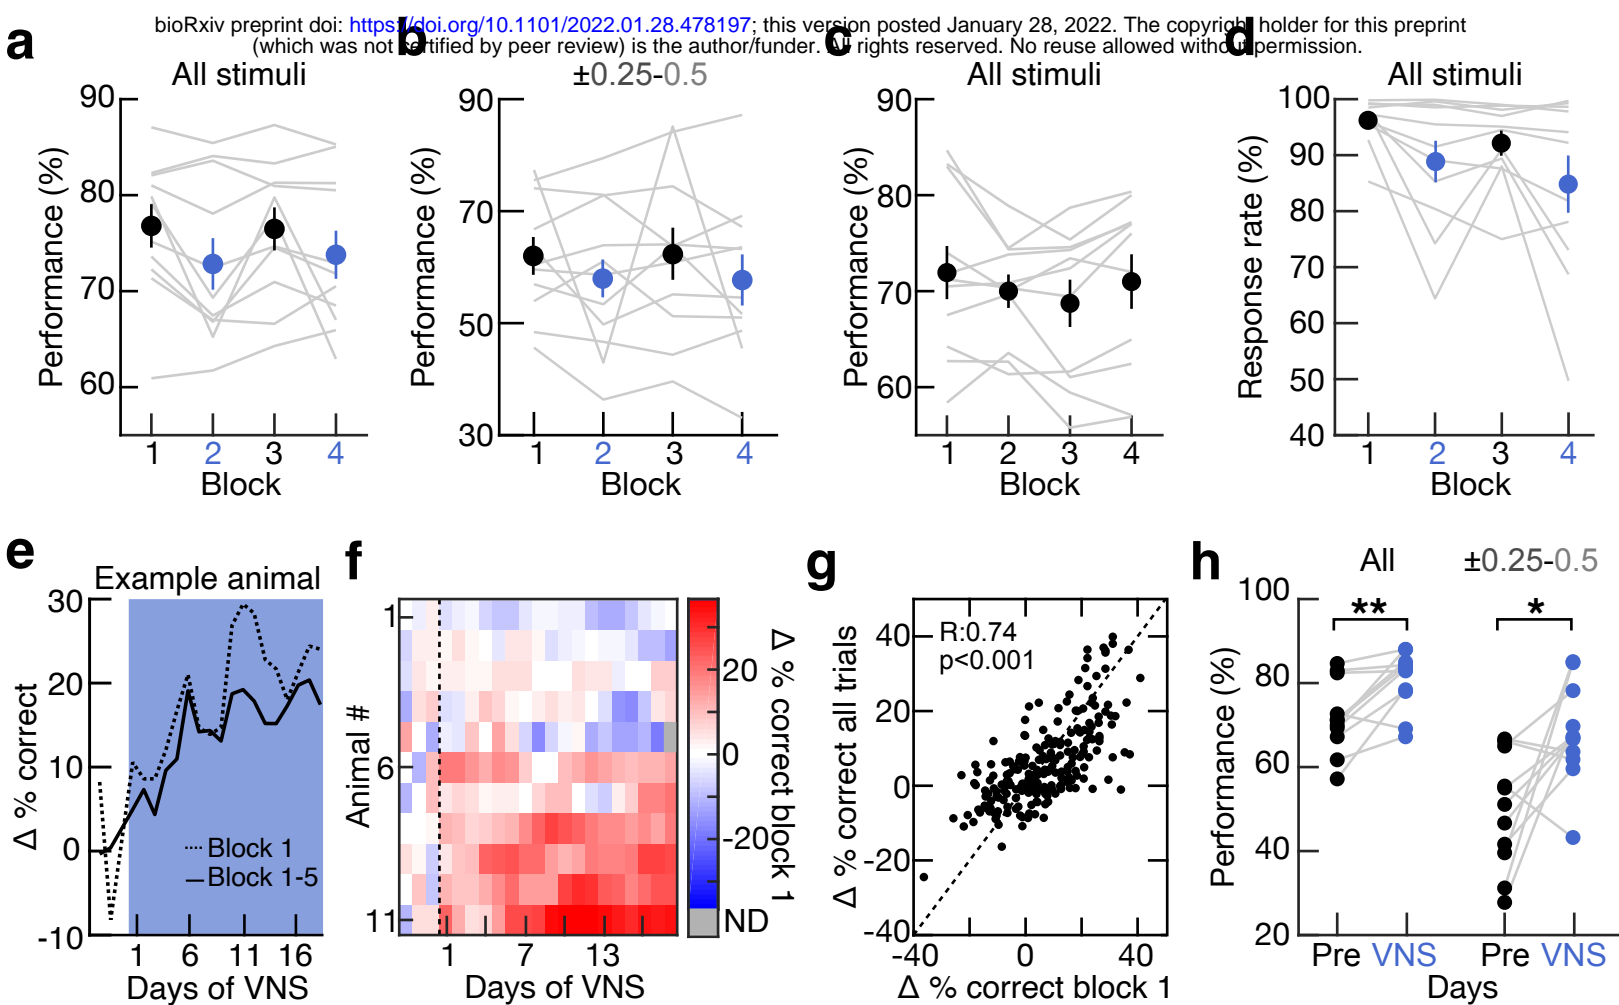 bioRxiv preprint doi: https://doi.org/10.1101/2022.01.28.478197; this version posted January 28, 2022. The copyright holder for this preprint
(which was not certified by peer review) is the author/funder. All rights reserved. No reuse allowed without permission.
a
All stimuli
Performance (%)
90
80
70
60
1 2 3 4
Block
b
±0.25-0.5
Performance (%)
90
70
50
30
1 2 3 4
Block
c
All stimuli
Performance (%)
90
80
70
60
1 2 3 4
Block
d
All stimuli
Response rate (%)
100
90
80
70
60
50
40
1 2 3 4
Block
e
Example animal
Δ % correct
30
20
10
0
-10
Block 1
Block 1-5
1 6 11 16
Days of VNS
f
Animal #
1
6
11
1 7 13
Days of VNS
20
0
-20
ND
Δ % correct block 1
g
R:0.74
p<0.001
Δ % correct all trials
40
20
0
-20
-40
-40 0 40
Δ % correct block 1
h
All ±0.25-0.5
** *
Performance (%)
100
80
60
40
20
Pre VNS Pre VNS
Days